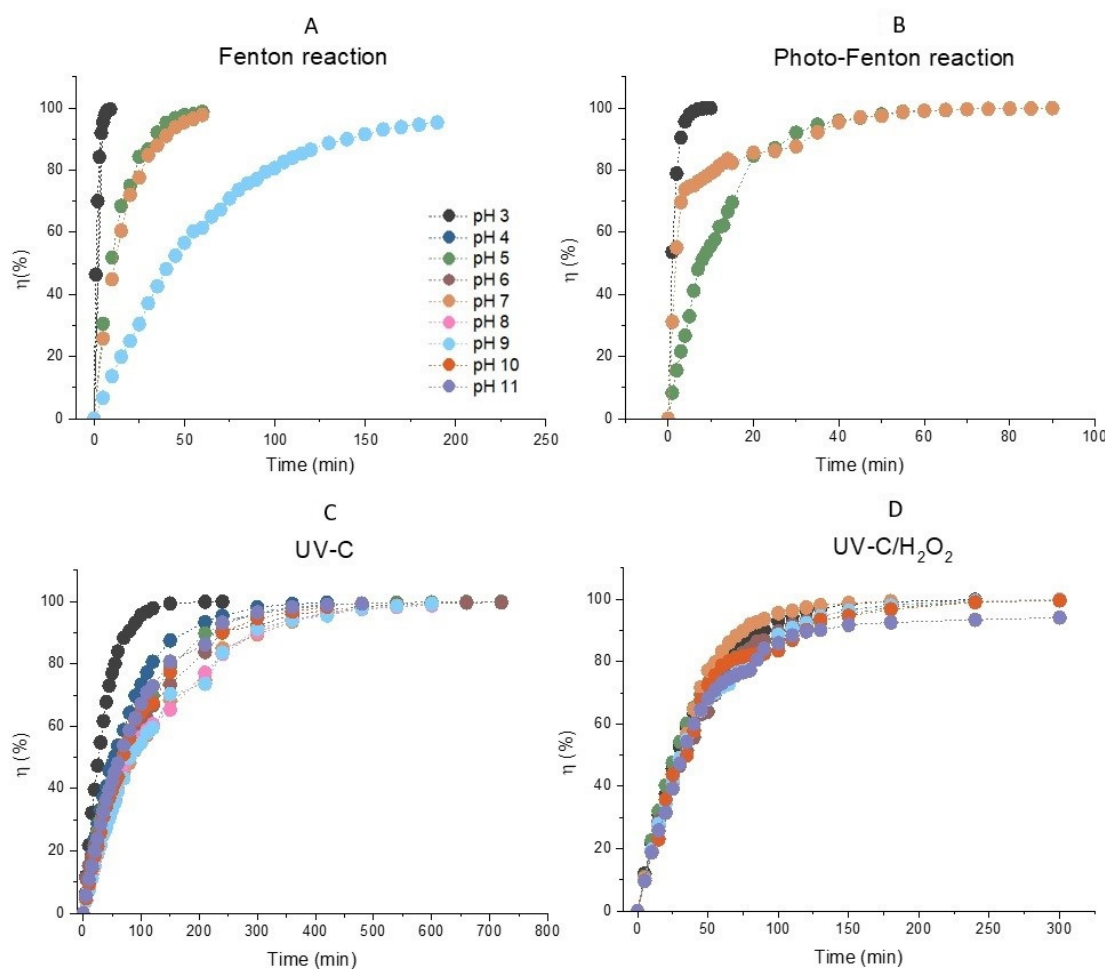 A
Fenton reaction
100
80
60
40
20
0
η(%)
0 50 100 150 200 250
Time (min)
pH 3
pH 4
pH 5
pH 6
pH 7
pH 8
pH 9
pH 10
pH 11
B
Photo-Fenton reaction
100
80
60
40
20
0
η (%)
0 20 40 60 80 100
Time (min)
C
UV-C
100
80
60
40
20
0
η (%)
0 100 200 300 400 500 600 700 800
Time (min)
D
UV-C/H₂O₂
100
80
60
40
20
0
η (%)
0 50 100 150 200 250 300
Time (min)